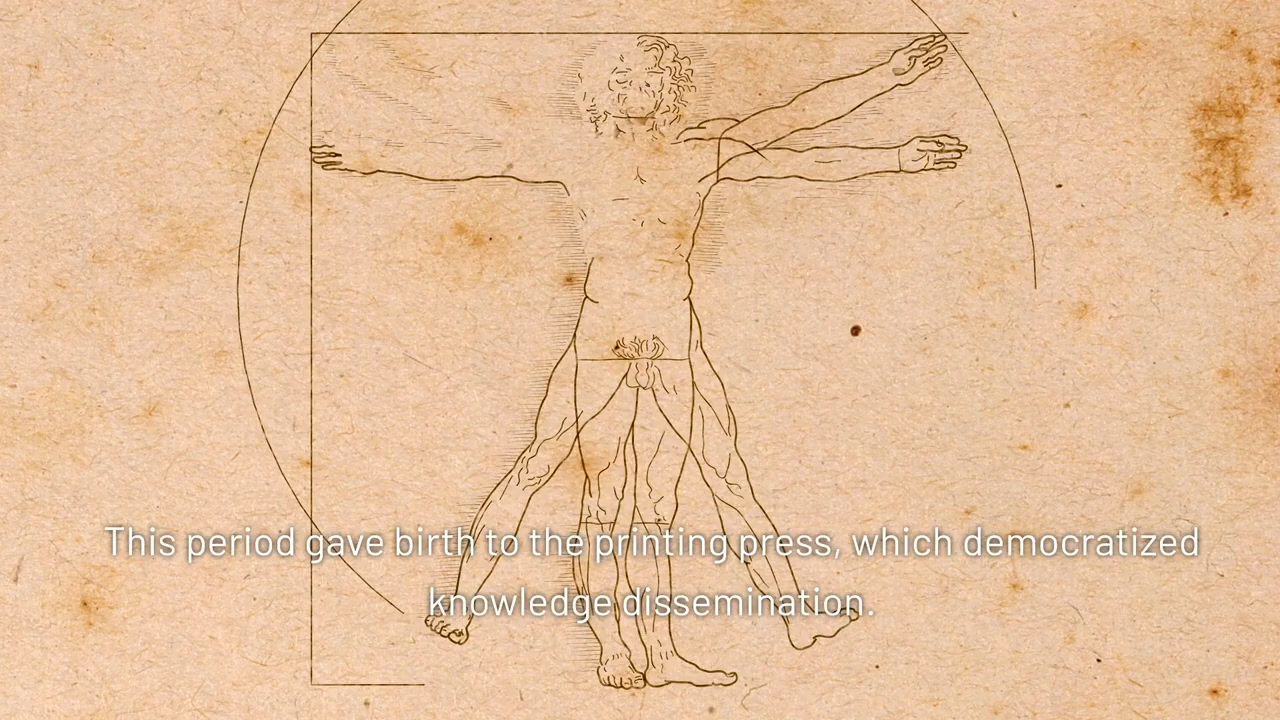 This period gave birth to the printing press, which democratized
knowledge dissemination.